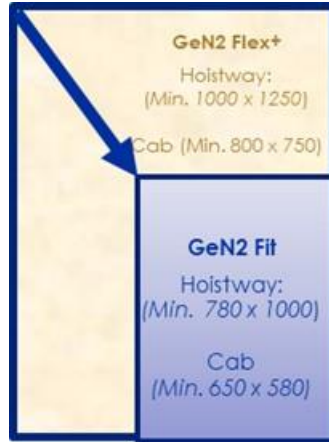 GeN2 Flex+
Hoistway:
(Min. 1000 x 1250)
Cab (Min. 800 x 750)
GeN2 Fit
Hoistway:
(Min. 780 x 1000)
Cab
(Min. 650 x 580)